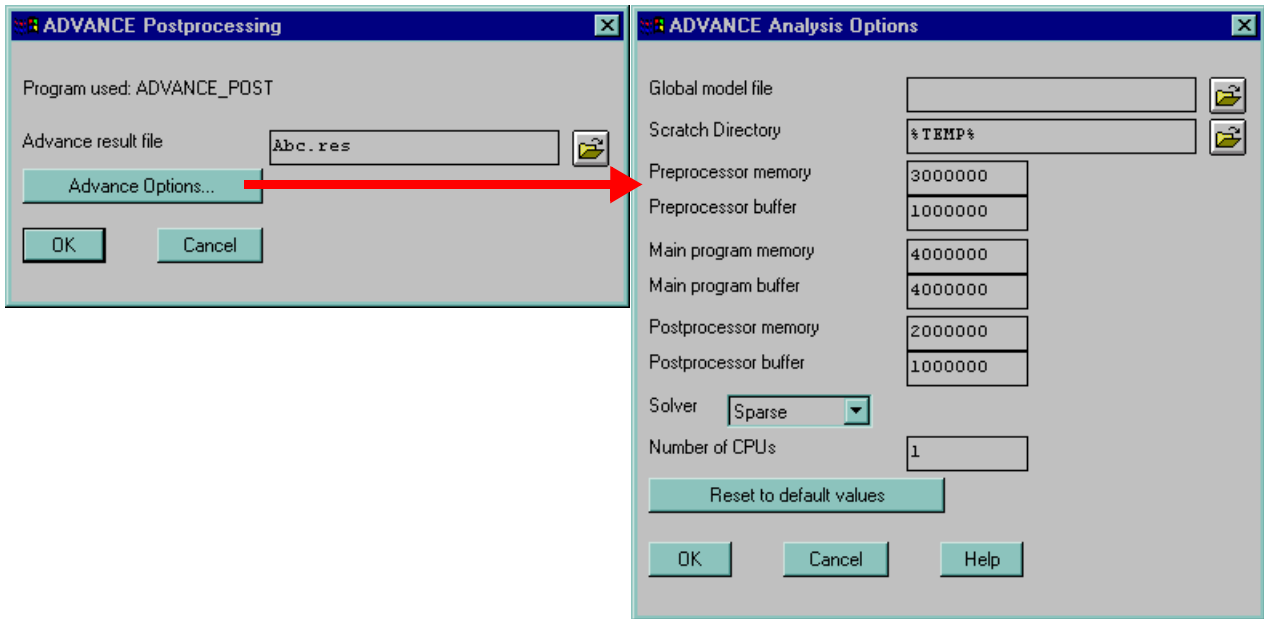 ADVANCE Postprocessing
Program used: ADVANCE_POST
Advance result file
Abc.res
Advance Options...
OK
Cancel
ADVANCE Analysis Options
Global model file
Scratch Directory
%TEMP%
Preprocessor memory
3000000
Preprocessor buffer
1000000
Main program memory
4000000
Main program buffer
4000000
Postprocessor memory
2000000
Postprocessor buffer
1000000
Solver
Sparse
Number of CPUs
1
Reset to default values
OK
Cancel
Help